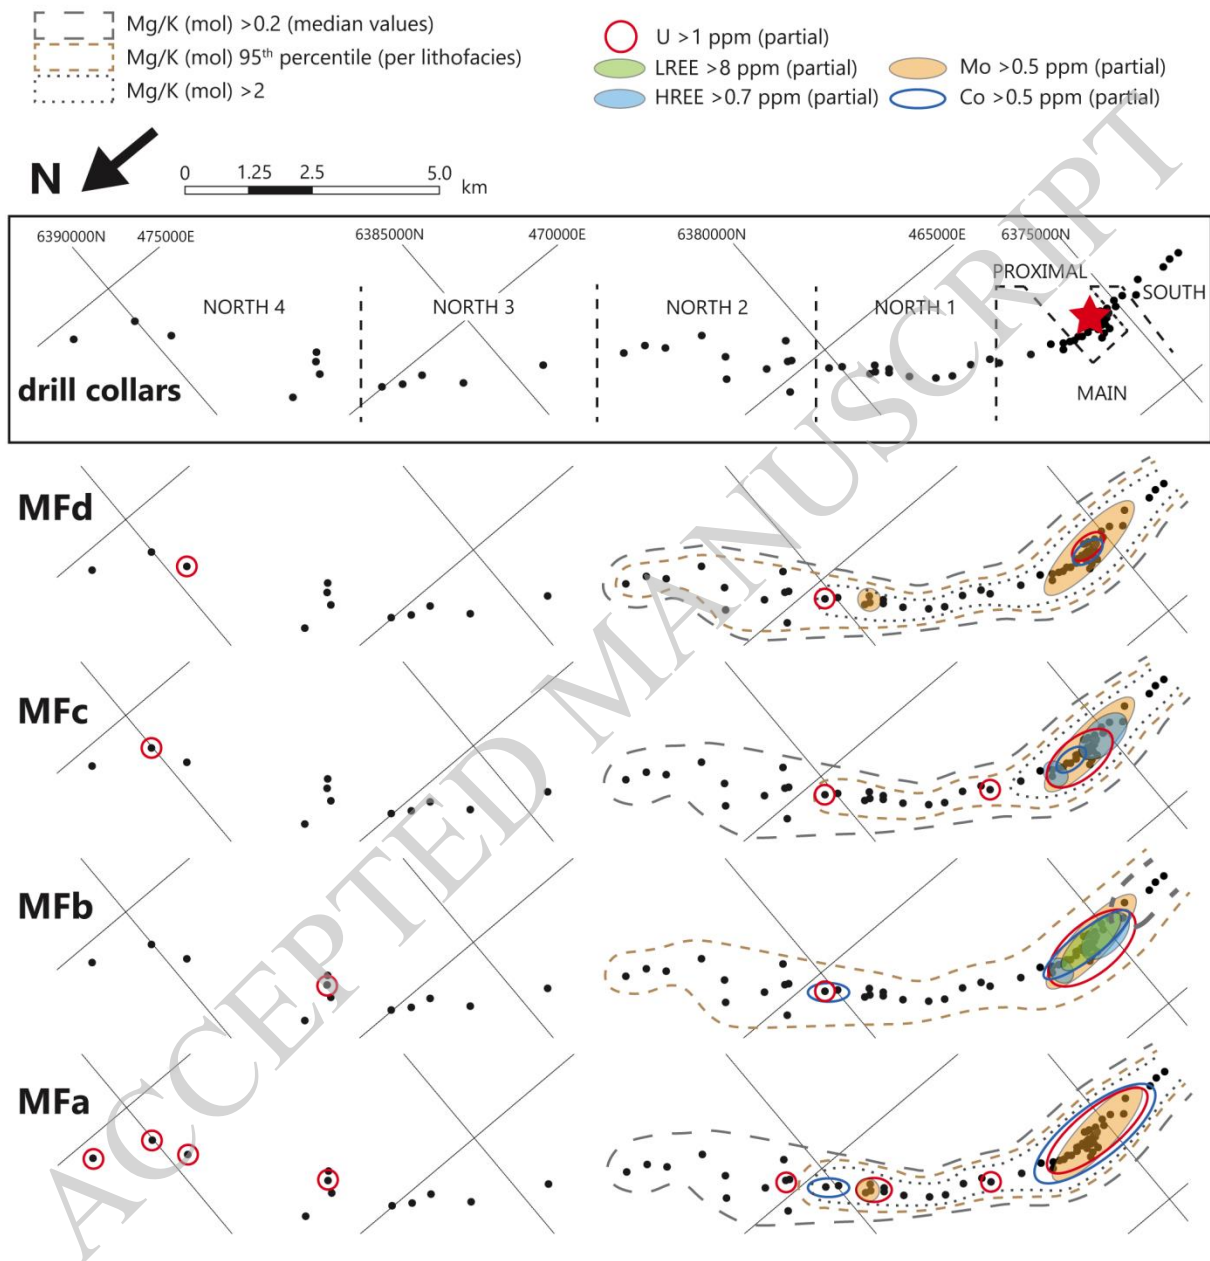 Mg/K (mol) >0.2 (median values)
Mg/K (mol) 95th percentile (per lithofacies)
Mg/K (mol) >2
U >1 ppm (partial)
LREE >8 ppm (partial)
Mo >0.5 ppm (partial)
HREE >0.7 ppm (partial)
Co >0.5 ppm (partial)
N
0 1.25 2.5 5.0 km
6390000N 475000E 6385000N 470000E 6380000N 465000E 6375000N
PROXIMAL
NORTH 4 NORTH 3 NORTH 2 NORTH 1 SOUTH
drill collars
MAIN
MFd
MFc
MFb
MFa
ACCEPTED MANUSCRIPT